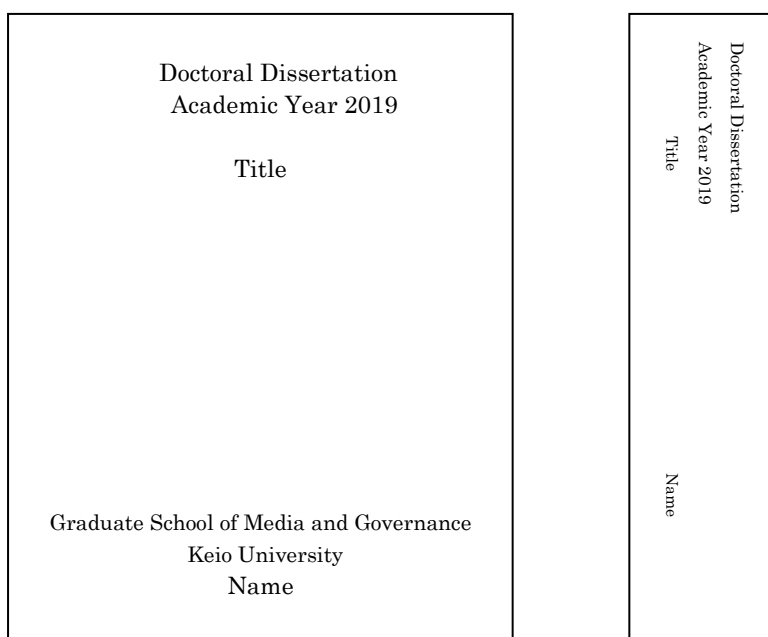 Doctoral Dissertation
Academic Year 2019
Title
Graduate School of Media and Governance
Keio University
Name
Doctoral Dissertation
Academic Year 2019
Title
Name